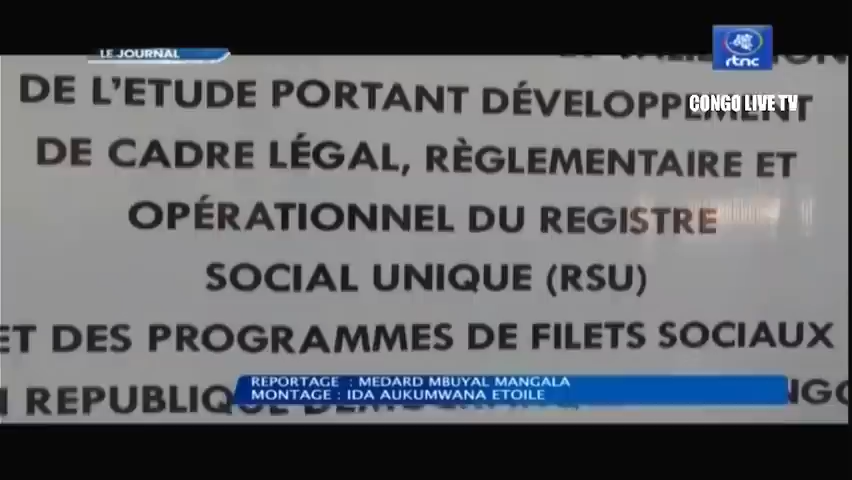 LE JOURNAL
rtnc
CONGO LIVE TV
DE L'ETUDE PORTANT DÉVELOPPEMENT
DE CADRE LÉGAL, RÈGLEMENTAIRE ET
OPÉRATIONNEL DU REGISTRE
SOCIAL UNIQUE (RSU)
ET DES PROGRAMMES DE FILETS SOCIAUX
REPUBLIQ
REPORTAGE : MEDARD MBUYAL MANGALA
MONTAGE : IDA AUKUMWANA ETOILE